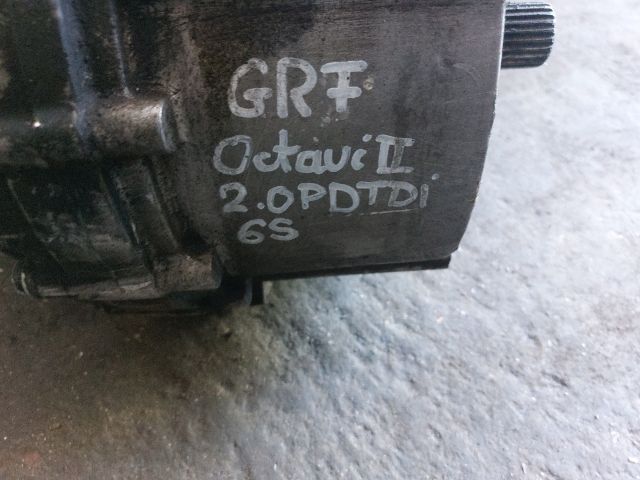 GRF
Octavi II
2.0PDTDi
6S